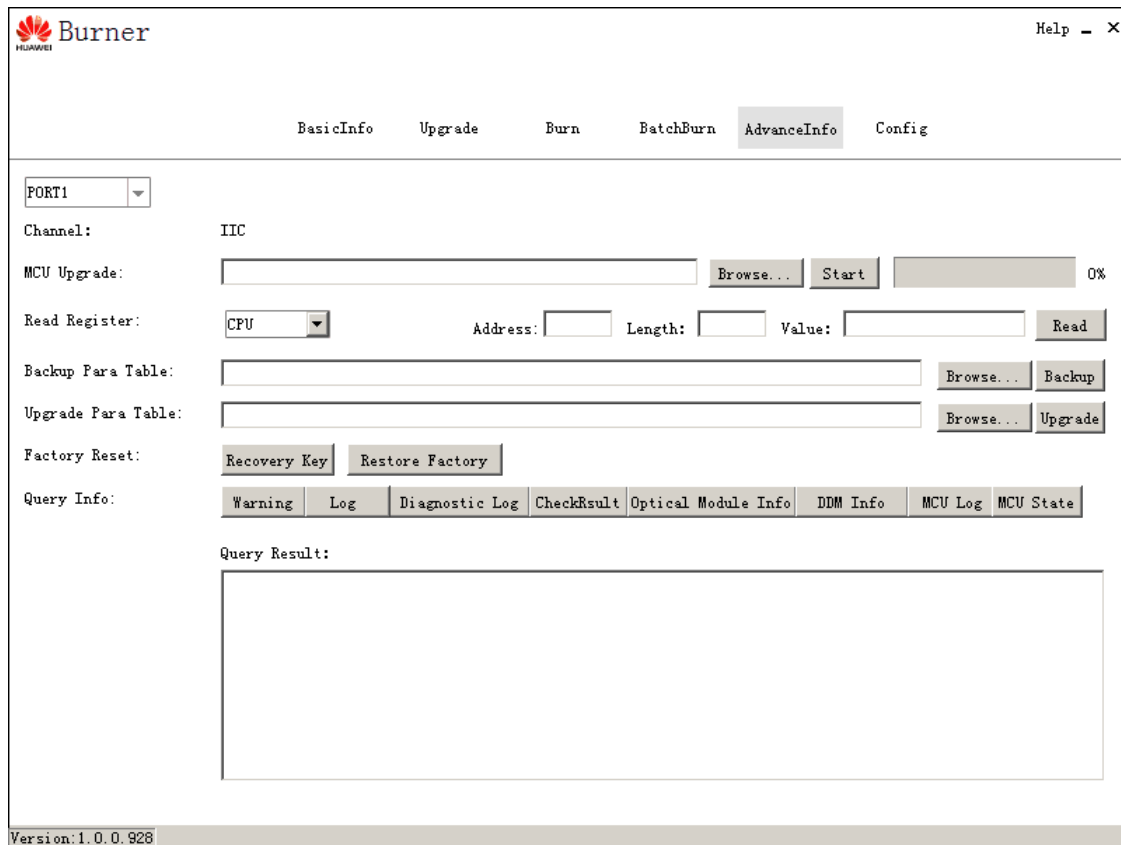 HUAWEI Burner Help
BasicInfo Upgrade Burn BatchBurn AdvanceInfo Config
PORT1
Channel: IIC
MCU Upgrade: Browse... Start 0%
Read Register: CPU Address: Length: Value: Read
Backup Para Table: Browse... Backup
Upgrade Para Table: Browse... Upgrade
Factory Reset: Recovery Key Restore Factory
Query Info: Warning Log Diagnostic Log CheckRsult Optical Module Info DDM Info MCU Log MCU State
Query Result:
Version:1.0.0.928